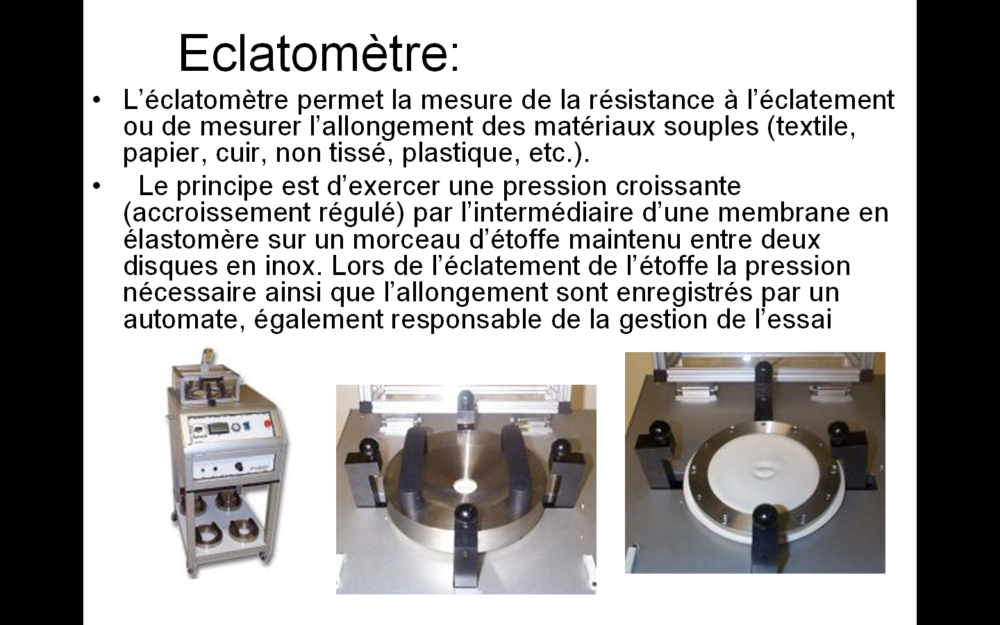 Eclatomètre:
• L’éclatomètre permet la mesure de la résistance à l’éclatement
ou de mesurer l’allongement des matériaux souples (textile,
papier, cuir, non tissé, plastique, etc.).
• Le principe est d’exercer une pression croissante
(accroissement régulé) par l’intermédiaire d’une membrane en
élastomère sur un morceau d’étoffe maintenu entre deux
disques en inox. Lors de l’éclatement de l’étoffe la pression
nécessaire ainsi que l’allongement sont enregistrés par un
automate, également responsable de la gestion de l’essai